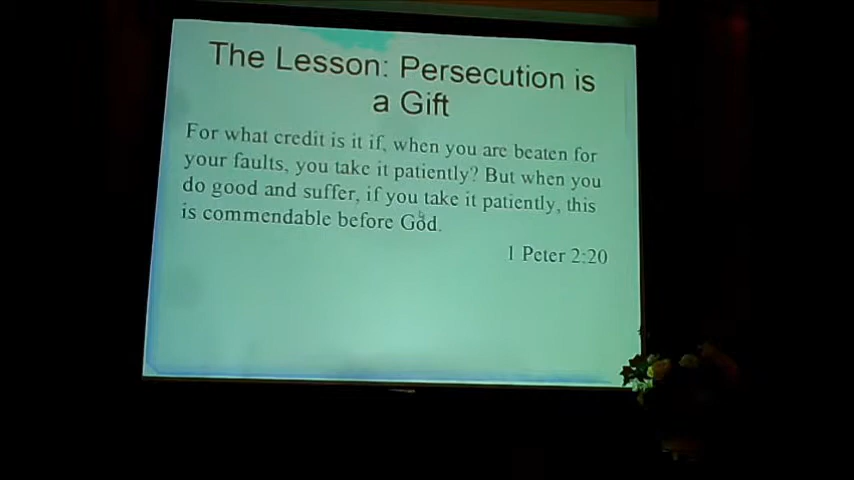 The Lesson: Persecution is
a Gift
For what credit is it if, when you are beaten for
your faults, you take it patiently? But when you
do good and suffer, if you take it patiently, this
is commendable before God.
1 Peter 2:20